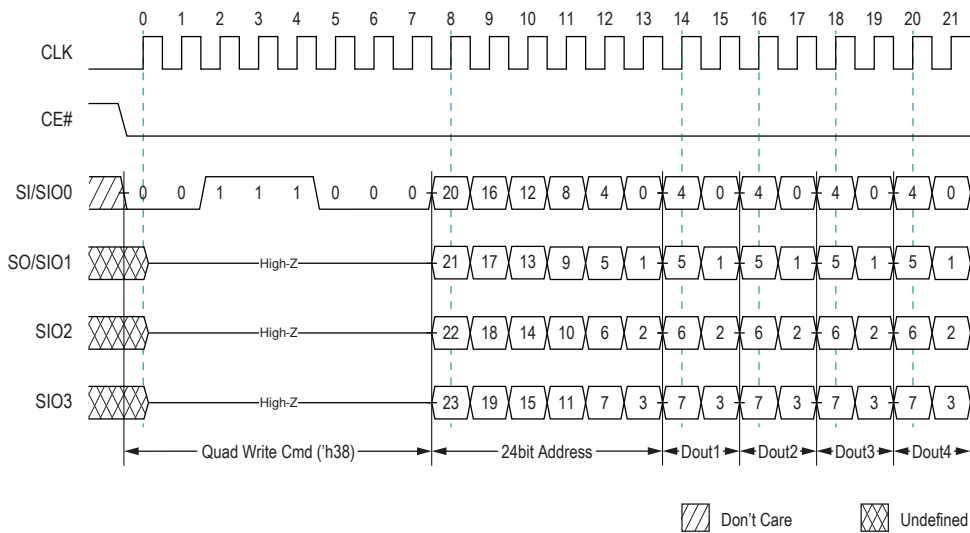 0 1 2 3 4 5 6 7 8 9 10 11 12 13 14 15 16 17 18 19 20 21
CLK
CE#
SI/SIO0 0 0 1 1 1 0 0 0 20 16 12 8 4 0 4 0 4 0 4 0 4 0
SO/SIO1 High-Z 21 17 13 9 5 1 5 1 5 1 5 1 5 1
SIO2 High-Z 22 18 14 10 6 2 6 2 6 2 6 2 6 2
SIO3 High-Z 23 19 15 11 7 3 7 3 7 3 7 3 7 3
Quad Write Cmd ('h38) 24bit Address Dout1 Dout2 Dout3 Dout4
Don't Care Undefined